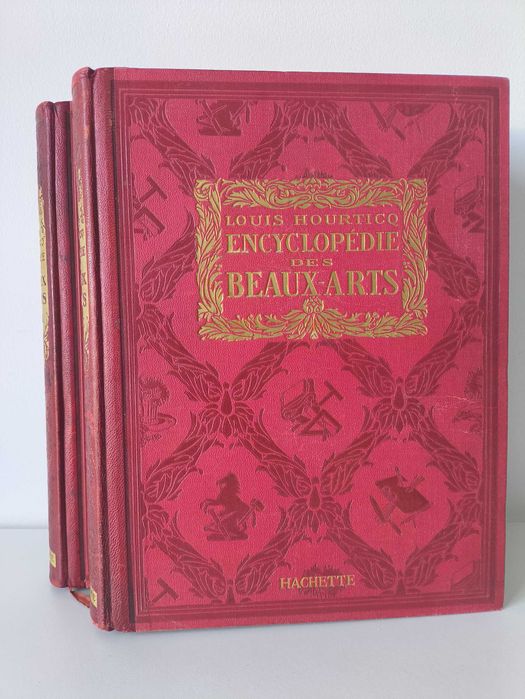 LOUIS HOURTICQ
ENCYCLOPÉDIE
DES
BEAUX-ARTS
HACHETTE